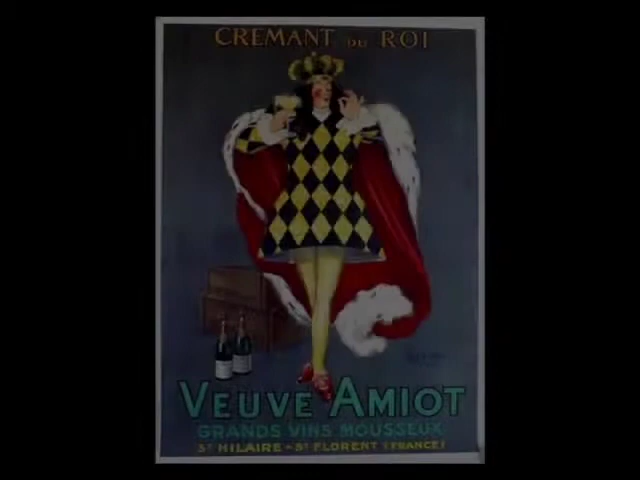 CREMANT DU ROI
VEUVE AMIOT
GRANDS VINS MOUSSEUX
ST HILAIRE - ST FLORENT (FRANCE)